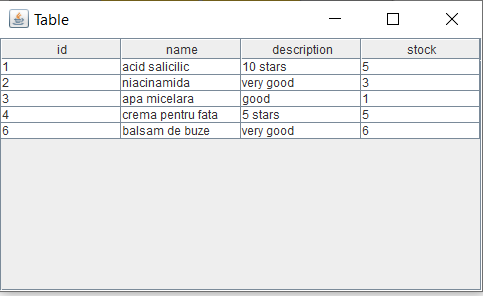 Table
id name description stock
1 acid salicilic 10 stars 5
2 niacinamida very good 3
3 apa micelara good 1
4 crema pentru fata 5 stars 5
6 balsam de buze very good 6